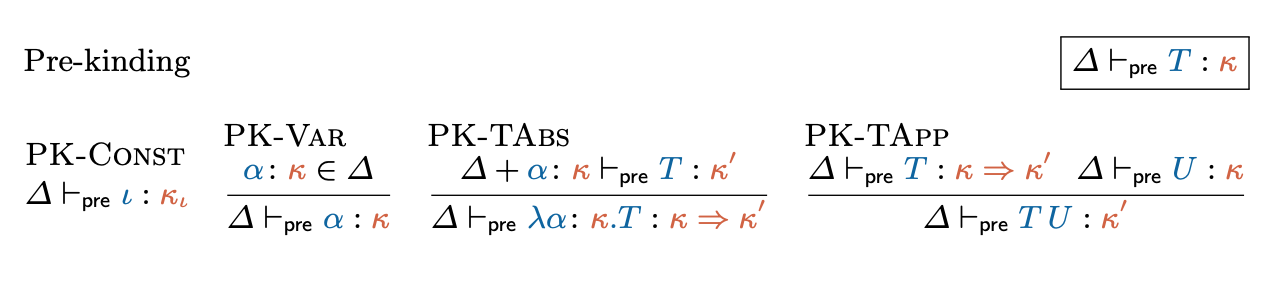 Pre-kinding
Δ ⊢pre T : κ
PK-Const
Δ ⊢pre ι : κι
PK-Var
α: κ ∈ Δ
Δ ⊢pre α : κ
PK-TAbs
Δ + α: κ ⊢pre T : κ′
Δ ⊢pre λα: κ.T : κ ⇒ κ′
PK-TApp
Δ ⊢pre T : κ ⇒ κ′ Δ ⊢pre U : κ
Δ ⊢pre T U : κ′